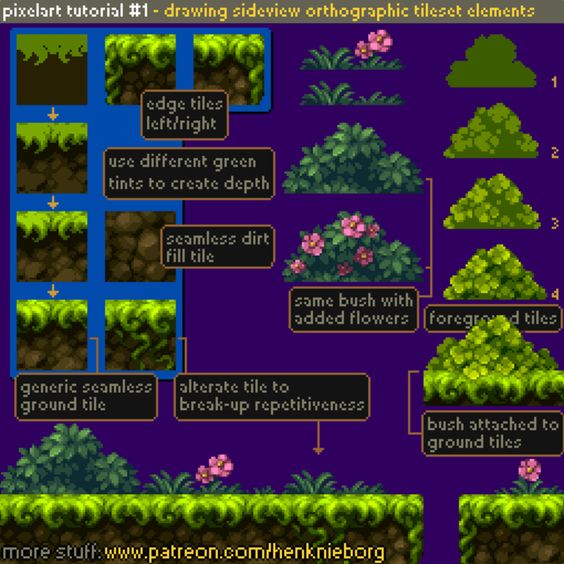 pixelart tutorial #1 - drawing sideview orthographic tileset elements
edge tiles
left/right
use different green
tints to create depth
seamless dirt
fill tile
generic seamless
ground tile
alterate tile to
break-up repetitiveness
same bush with
added flowers
1
2
3
4
foreground tiles
bush attached to
ground tiles
more stuff: www.patreon.com/henknieborg